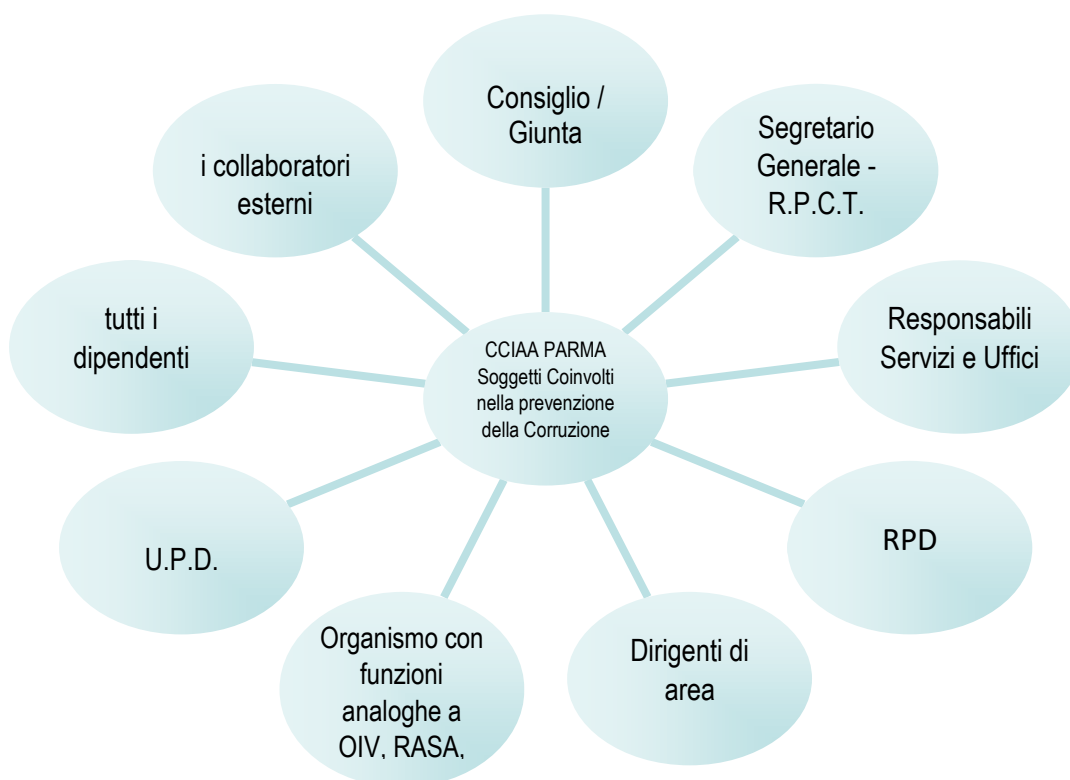 Consiglio /
Giunta
Segretario
Generale -
R.P.C.T.
i collaboratori
esterni
Responsabili
Servizi e Uffici
tutti i
dipendenti
CCIAA PARMA
Soggetti Coinvolti
nella prevenzione
della Corruzione
RPD
U.P.D.
Organismo con
funzioni
analoghe a
OIV, RASA,
Dirigenti di
area